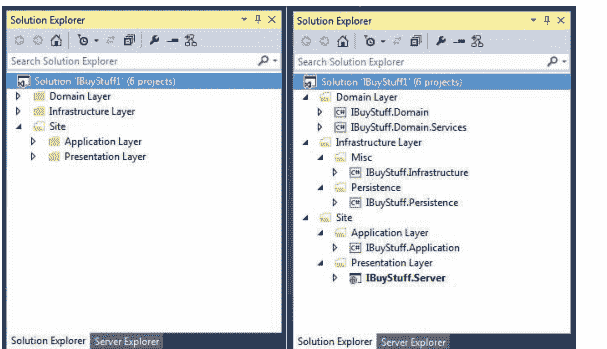 Solution Explorer
Search Solution Explorer
Solution 'IBuyStuff1' (6 projects)
Domain Layer
Infrastructure Layer
Site
Application Layer
Presentation Layer
Solution Explorer Server Explorer
Solution Explorer
Search Solution Explorer
Solution 'IBuyStuff1' (6 projects)
Domain Layer
C# IBuyStuff.Domain
C# IBuyStuff.Domain.Services
Infrastructure Layer
Misc
C# IBuyStuff.Infrastructure
Persistence
C# IBuyStuff.Persistence
Site
Application Layer
C# IBuyStuff.Application
Presentation Layer
IBuyStuff.Server
Solution Explorer Server Explorer